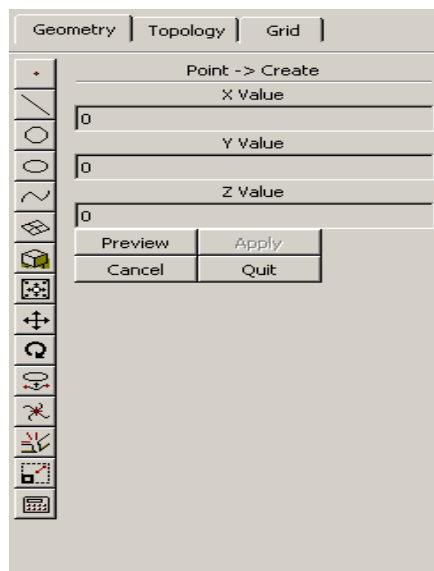 Geometry Topology Grid
Point -> Create
X Value
0
Y Value
0
Z Value
0
Preview Apply
Cancel Quit